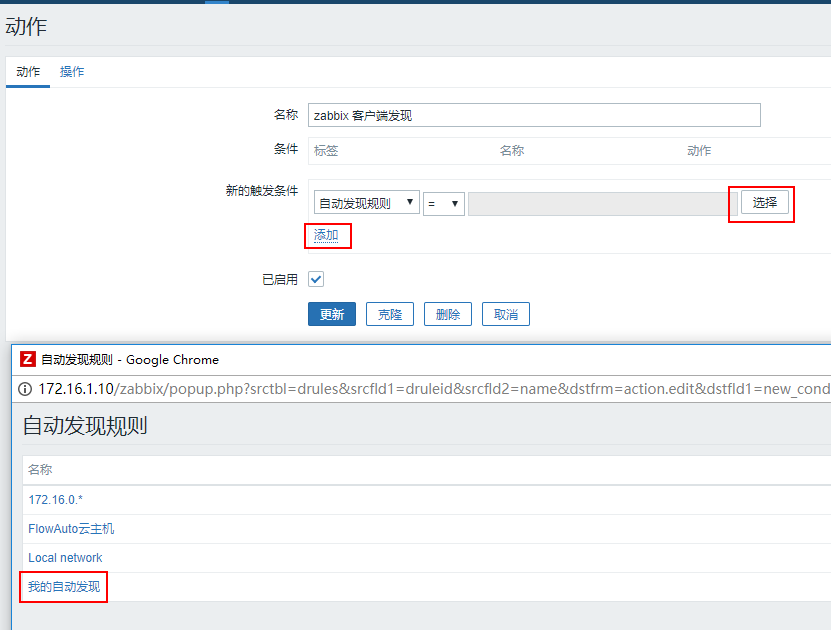 动作
动作 操作
名称 zabbix 客户端发现
条件 标签 名称 动作
新的触发条件 自动发现规则 = 选择
添加
已启用
更新 克隆 删除 取消
Z 自动发现规则 - Google Chrome
172.16.1.10/zabbix/popup.php?srctbl=drules&srcfld1=druleid&srcfld2=name&dstfrm=action.edit&dstfld1=new_cond
自动发现规则
名称
172.16.0.*
FlowAuto云主机
Local network
我的自动发现